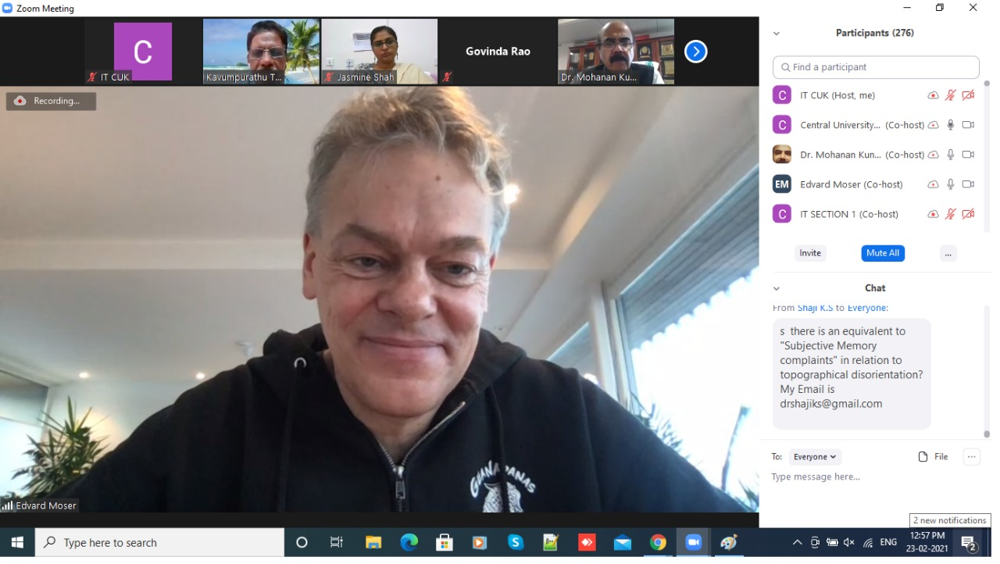 Zoom Meeting
C
IT CUK
Kavumpurathu T...
Jasmine Shah
Govinda Rao
Dr. Mohanan Ku...
Recording...
Edvard Moser
Participants (276)
Find a participant
C IT CUK (Host, me)
C Central University... (Co-host)
Dr. Mohanan Kun... (Co-host)
EM Edvard Moser (Co-host)
C IT SECTION 1 (Co-host)
Invite Mute All ...
Chat
From Shaji K.S to Everyone:
s there is an equivalent to
"Subjective Memory
complaints" in relation to
topographical disorientation?
My Email is
drshajiks@gmail.com
To: Everyone File ...
Type message here...
2 new notifications
Type here to search
ENG
12:57 PM
23-02-2021
2